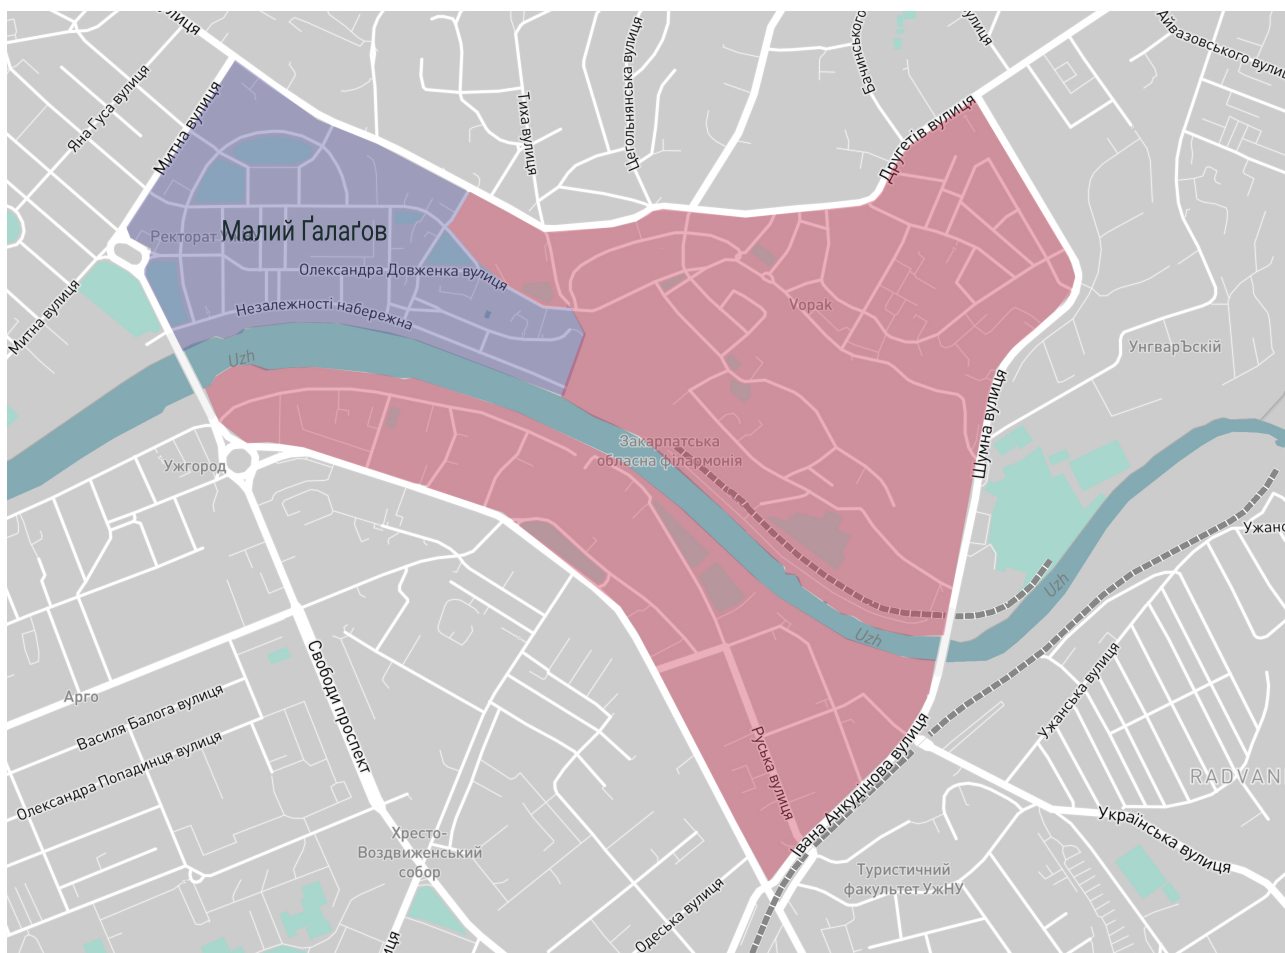 Яна Гуса вулиця
Митна вулиця
Тиха вулиця
Цегольнянська вулиця
Бачинського
вулиця
Айвазовського
Другетів вулиця
Малий Ґалаґов
Ректорат
Олександра Довженка вулиця
Незалежності набережна
Митна вулиця
Vopak
УнгварЪскій
Uzh
Шумна вулиця
Закарпатська
обласна філармонія
Ужгород
Uzh
Uzh
Свободи проспект
Арго
Василя Балога вулиця
Олександра Попадинця вулиця
Руська вулиця
Івана Анкудінова вулиця
Ужанська вулиця
RADVAN
Українська вулиця
Хресто-
Воздвиженський
собор
Туристичний
факультет УжНУ
Одеська вулиця